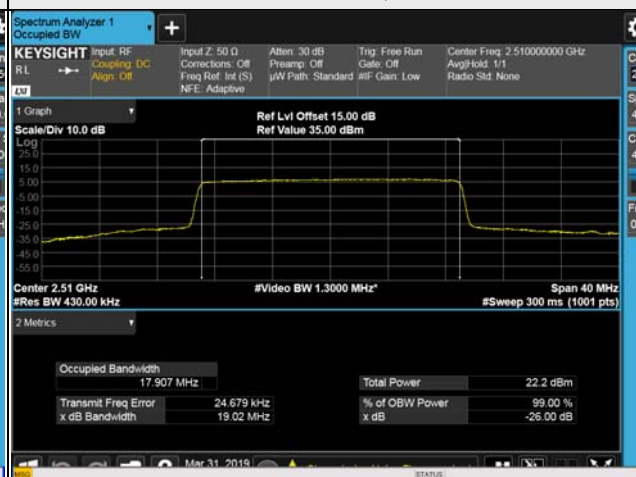 Spectrum Analyzer 1
Occupied BW
KEYSIGHT Input: RF Input Z: 50 Ω Atten: 30 dB Trig: Free Run Center Freq: 2.510000000 GHz
RL Coupling: DC Corrections: Off Preamp: Off Gate: Off Avg|Hold: 1/1
Align: Off Freq Ref: Int (S) µW Path: Standard #IF Gain: Low Radio Std: None
LXI NFE: Adaptive
1 Graph Ref Lvl Offset 15.00 dB
Scale/Div 10.0 dB Ref Value 35.00 dBm
Log
25.0
15.0
5.00
-5.00
-15.0
-25.0
-35.0
-45.0
-55.0
Center 2.51 GHz #Video BW 1.3000 MHz* Span 40 MHz
#Res BW 430.00 kHz #Sweep 300 ms (1001 pts)
2 Metrics
Occupied Bandwidth
17.907 MHz Total Power 22.2 dBm
Transmit Freq Error 24.679 kHz % of OBW Power 99.00 %
x dB Bandwidth 19.02 MHz x dB -26.00 dB
Mar 31, 2019
MSG STATUS